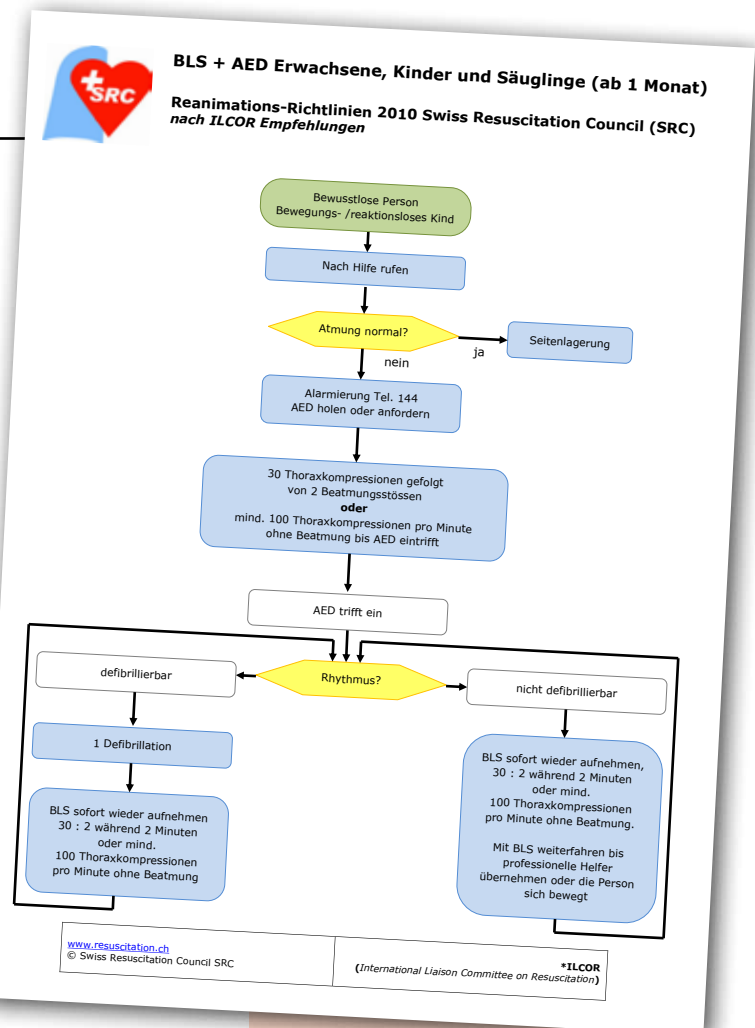 SRC
BLS + AED Erwachsene, Kinder und Säuglinge (ab 1 Monat)
Reanimations-Richtlinien 2010 Swiss Resuscitation Council (SRC)
nach ILCOR Empfehlungen
Bewusstlose Person
Bewegungs- /reaktionsloses Kind
Nach Hilfe rufen
Atmung normal?
ja
Seitenlagerung
nein
Alarmierung Tel. 144
AED holen oder anfordern
30 Thoraxkompressionen gefolgt
von 2 Beatmungsstössen
oder
mind. 100 Thoraxkompressionen pro Minute
ohne Beatmung bis AED eintrifft
AED trifft ein
Rhythmus?
defibrillierbar
1 Defibrillation
BLS sofort wieder aufnehmen
30 : 2 während 2 Minuten
oder mind.
100 Thoraxkompressionen
pro Minute ohne Beatmung
nicht defibrillierbar
BLS sofort wieder aufnehmen,
30 : 2 während 2 Minuten
oder mind.
100 Thoraxkompressionen
pro Minute ohne Beatmung.
Mit BLS weiterfahren bis
professionelle Helfer
übernehmen oder die Person
sich bewegt
www.resuscitation.ch
© Swiss Resuscitation Council SRC
*ILCOR
(International Liaison Committee on Resuscitation)